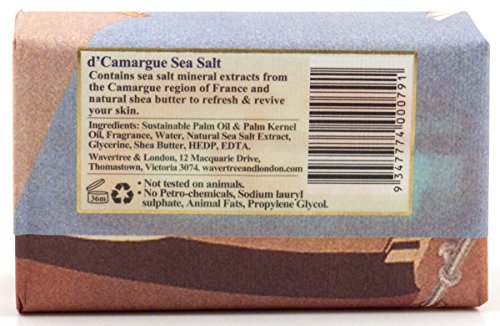 d'Camargue Sea Salt
Contains sea salt mineral extracts from
the Camargue region of France and
natural shea butter to refresh & revive
your skin.
Ingredients: Sustainable Palm Oil & Palm Kernel
Oil, Fragrance, Water, Natural Sea Salt Extract,
Glycerine, Shea Butter, HEDP, EDTA.
Wavertree & London, 12 Macquarie Drive,
Thomastown, Victoria 3074, wavertreeandlondon.com
36m
• Not tested on animals.
• No Petro-chemicals, Sodium lauryl
sulphate, Animal Fats, Propylene Glycol.
9 347774 000791